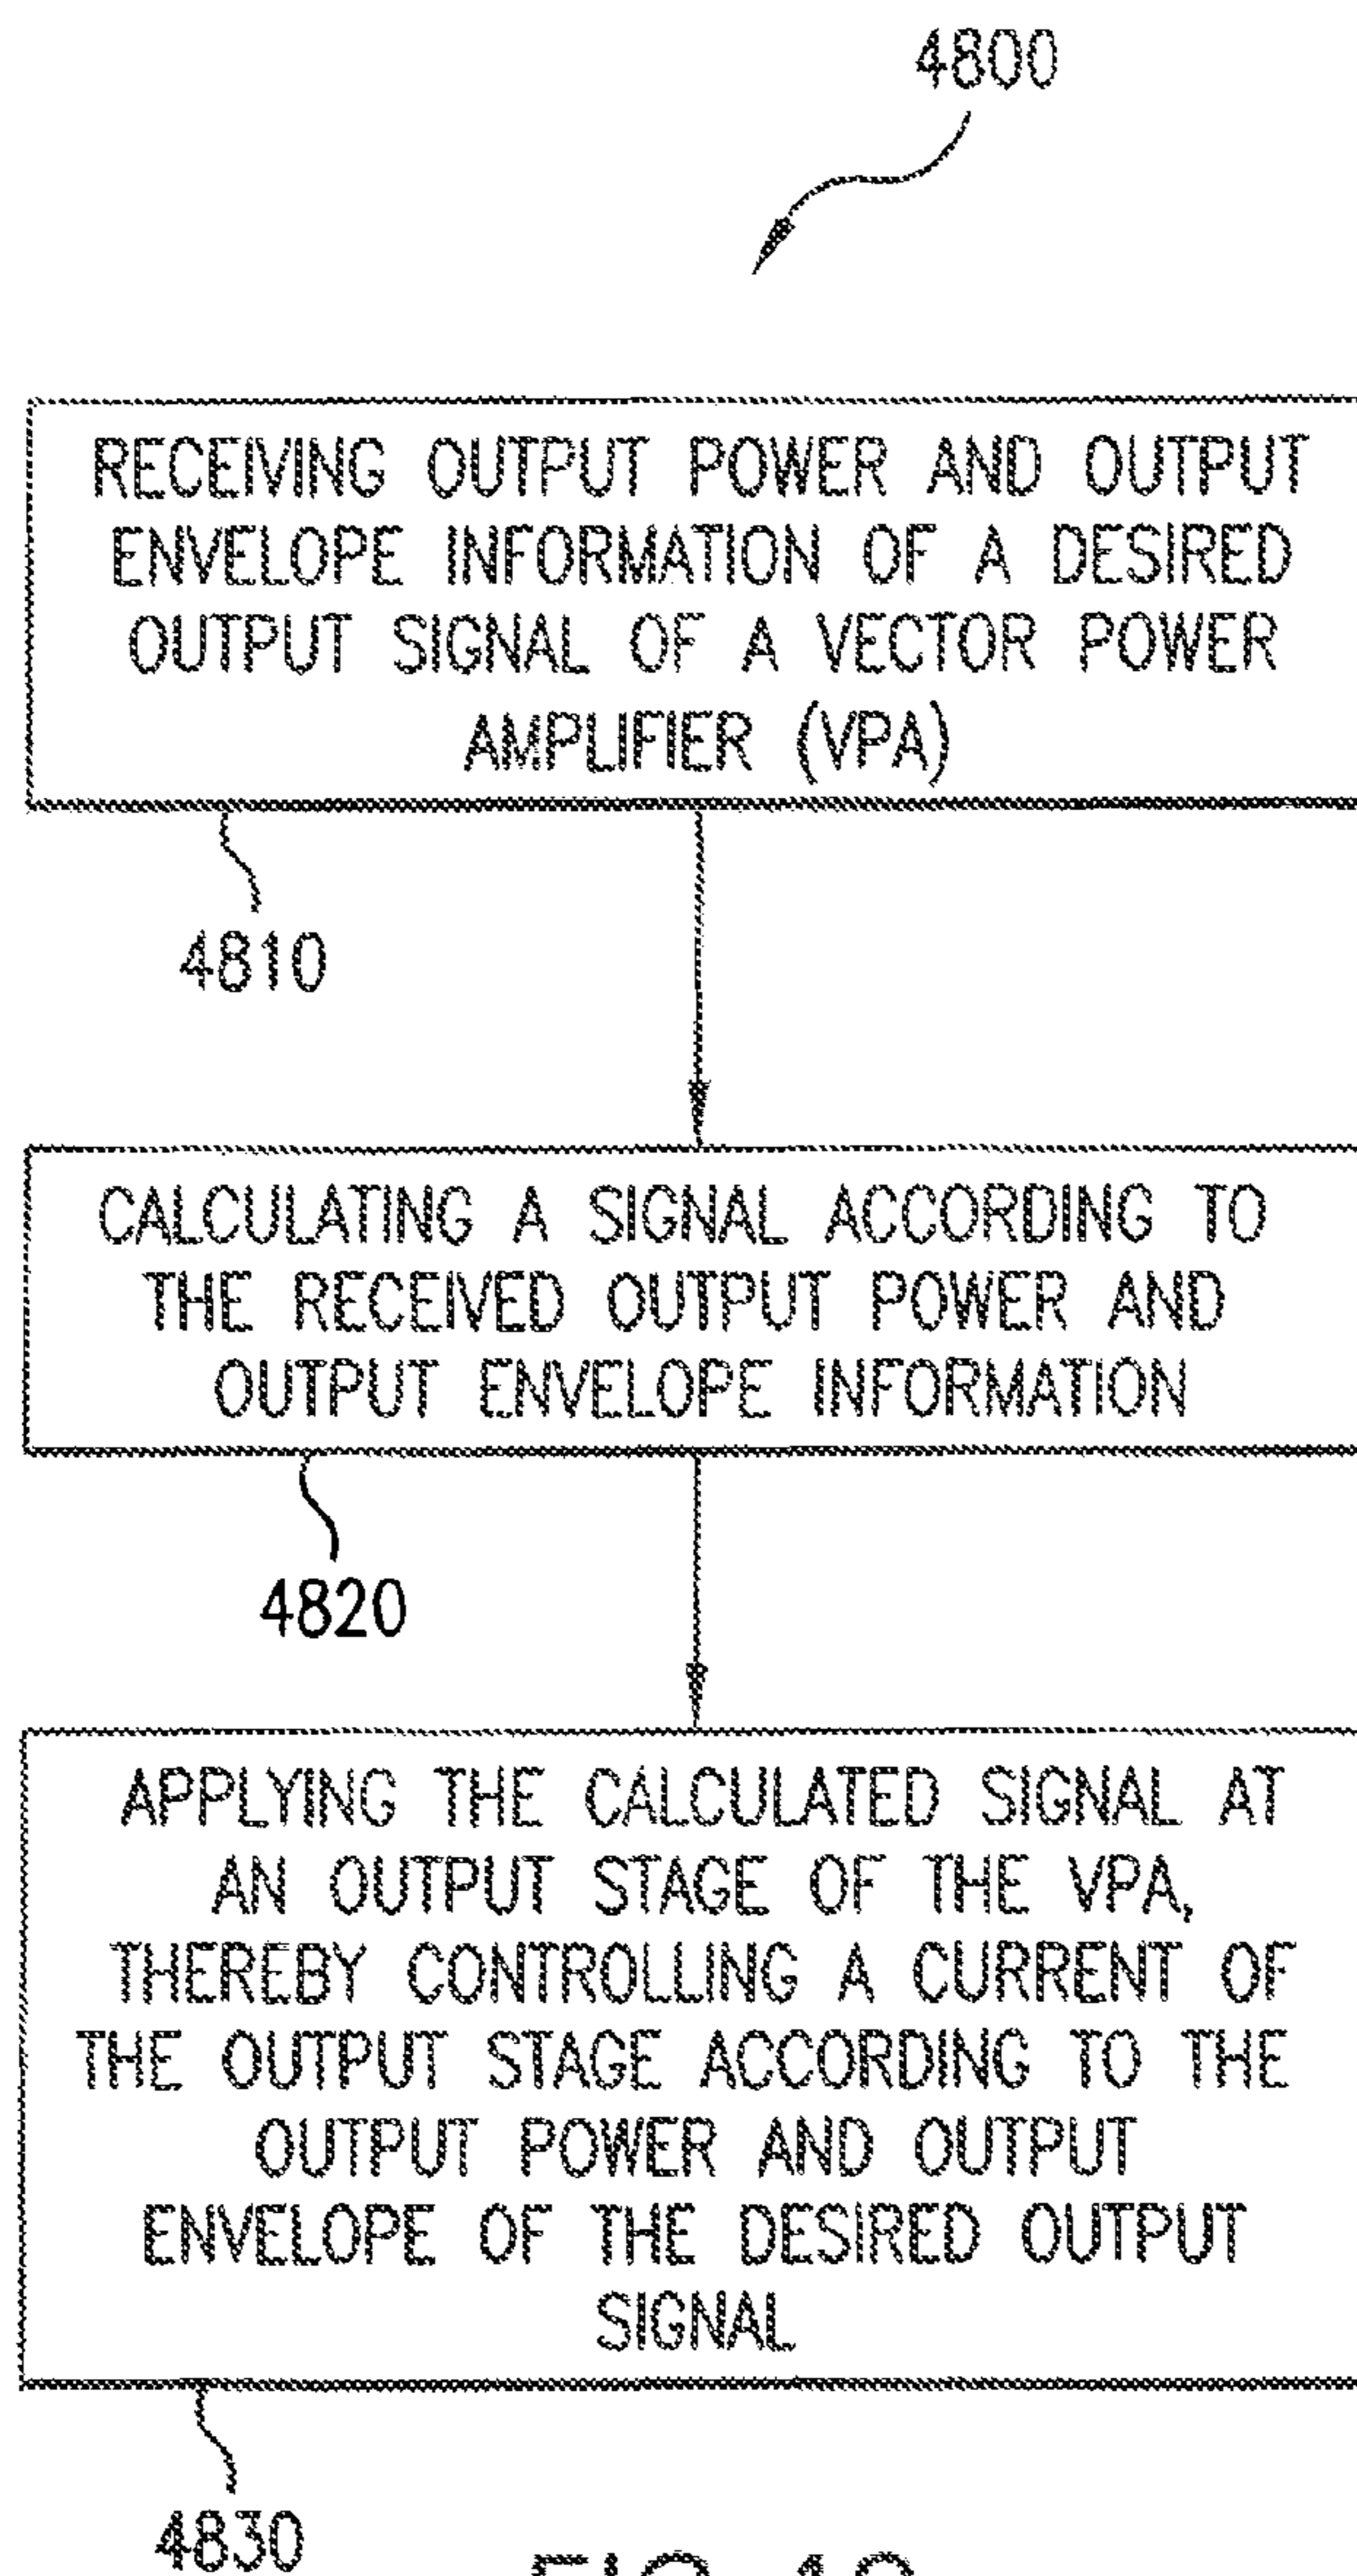 4800
RECEIVING OUTPUT POWER AND OUTPUT
ENVELOPE INFORMATION OF A DESIRED
OUTPUT SIGNAL OF A VECTOR POWER
AMPLIFIER (VPA)
4810
CALCULATING A SIGNAL ACCORDING TO
THE RECEIVED OUTPUT POWER AND
OUTPUT ENVELOPE INFORMATION
4820
APPLYING THE CALCULATED SIGNAL AT
AN OUTPUT STAGE OF THE VPA,
THEREBY CONTROLLING A CURRENT OF
THE OUTPUT STAGE ACCORDING TO THE
OUTPUT POWER AND OUTPUT
ENVELOPE OF THE DESIRED OUTPUT
SIGNAL
4830